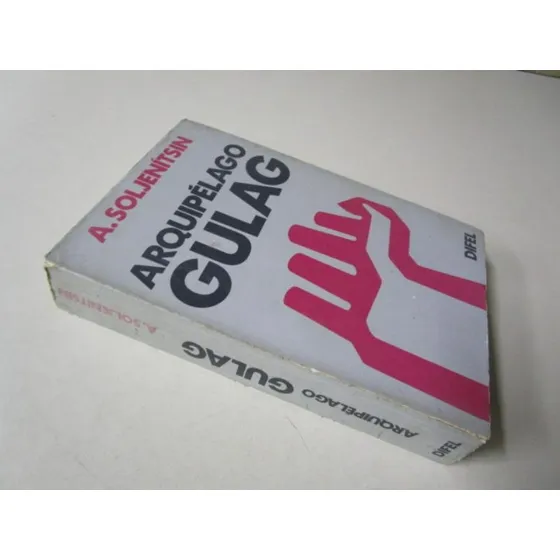 A. SOLJENÍTSIN
ARQUIPÉLAGO
GULAG
DIFEL
A. SOLJENÍTSIN
ARQUIPÉLAGO GULAG
DIFEL